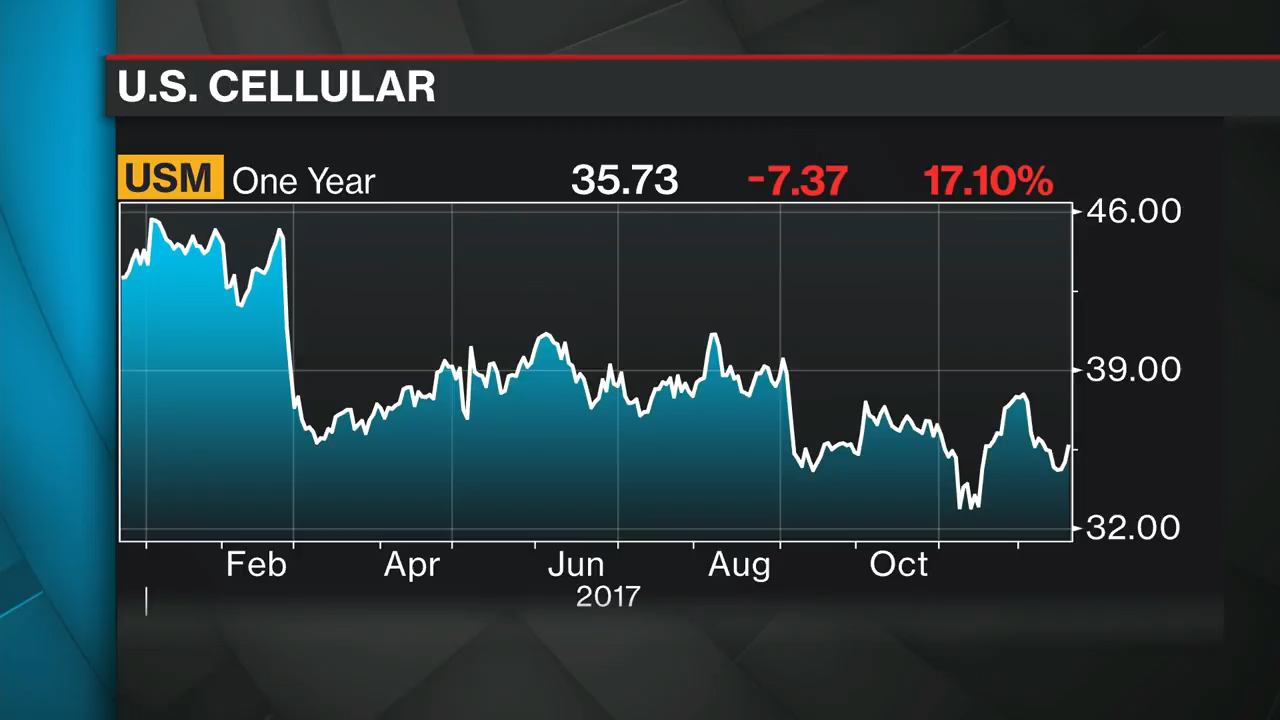 U.S. CELLULAR
USM One Year 35.73 -7.37 17.10%
46.00
39.00
32.00
Feb Apr Jun Aug Oct
2017